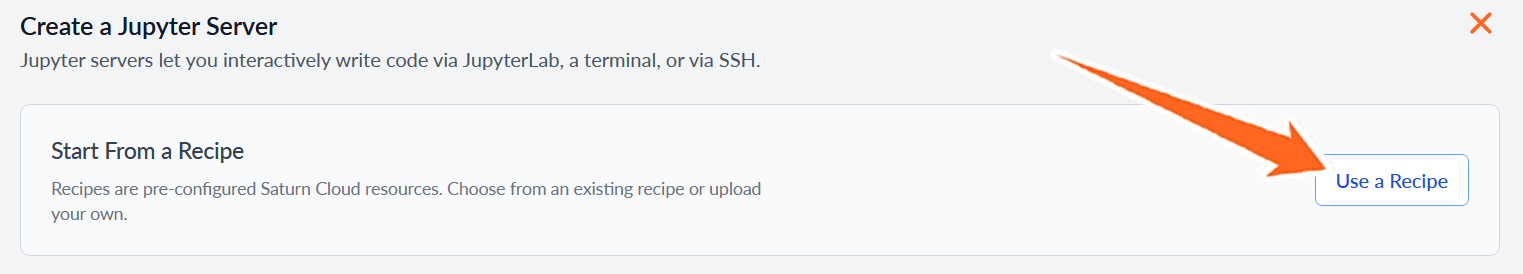 Create a Jupyter Server
Jupyter servers let you interactively write code via JupyterLab, a terminal, or via SSH.
Start From a Recipe
Recipes are pre-configured Saturn Cloud resources. Choose from an existing recipe or upload
your own.
Use a Recipe